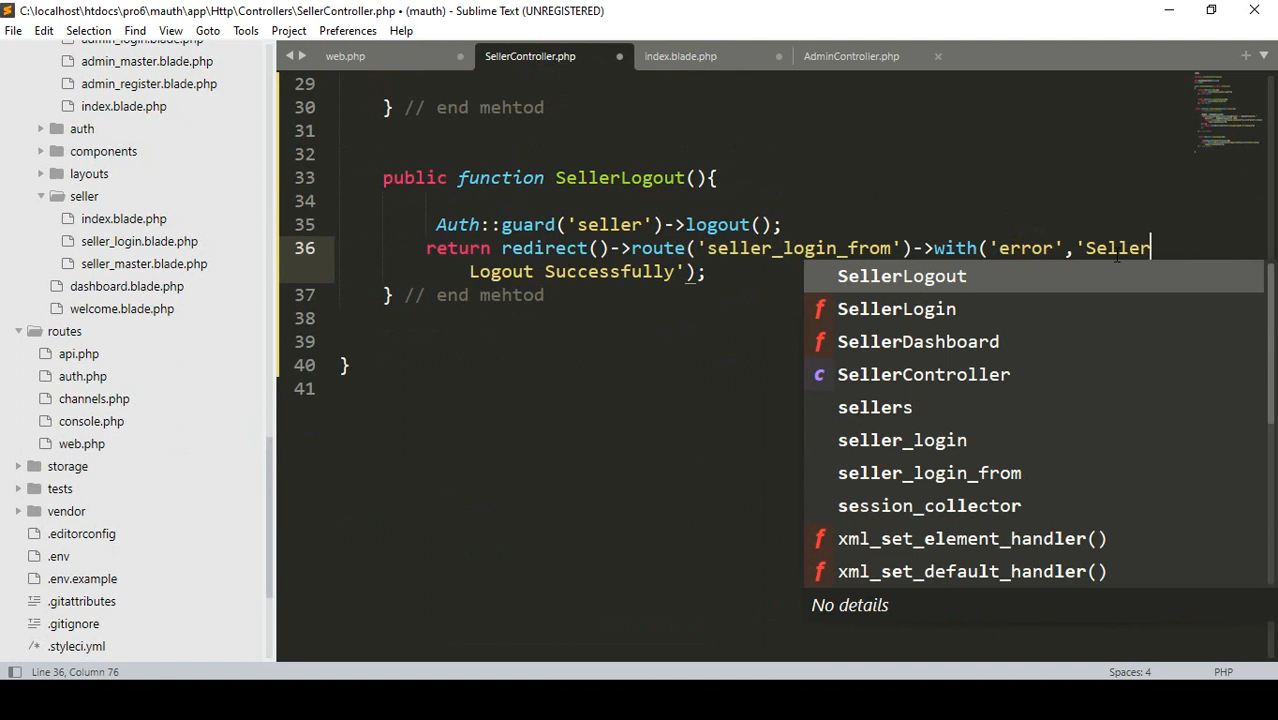 C:\localhost\htdocs\pro6\mauth\app\Http\Controllers\SellerController.php • (mauth) - Sublime Text (UNREGISTERED)
File Edit Selection Find View Goto Tools Project Preferences Help
web.php SellerController.php index.blade.php AdminController.php
admin_login.blade.php
admin_master.blade.php
admin_register.blade.php
index.blade.php
auth
components
layouts
seller
index.blade.php
seller_login.blade.php
seller_master.blade.php
dashboard.blade.php
welcome.blade.php
routes
api.php
auth.php
channels.php
console.php
web.php
storage
tests
vendor
.editorconfig
.env
.env.example
.gitattributes
.gitignore
.styleci.yml
29
30 } // end mehtod
31
32
33 public function SellerLogout(){
34
35 Auth::guard('seller')->logout();
36 return redirect()->route('seller_login_from')->with('error','Seller
Logout Successfully');
37 } // end mehtod
38
39
40 }
41
SellerLogout
f SellerLogin
f SellerDashboard
c SellerController
sellers
seller_login
seller_login_from
session_collector
f xml_set_element_handler()
f xml_set_default_handler()
No details
Line 36, Column 76 Spaces: 4 PHP